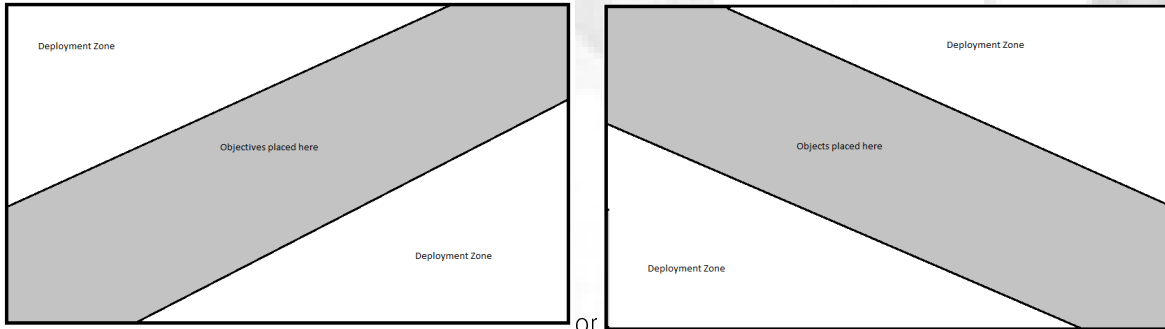 Deployment Zone
Objectives placed here
Deployment Zone
or
Deployment Zone
Objects placed here
Deployment Zone